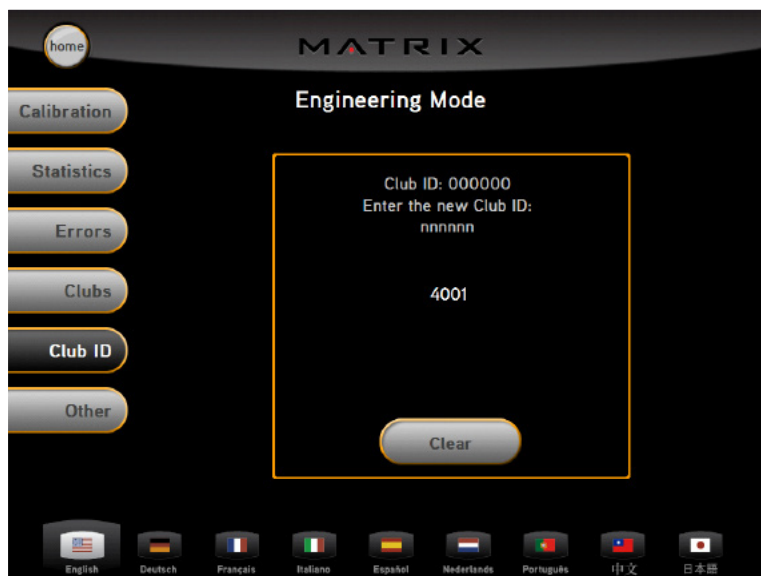 home
MATRIX
Engineering Mode
Calibration
Statistics
Errors
Clubs
Club ID
Other
Club ID: 000000
Enter the new Club ID:
nnnnnn
4001
Clear
English Deutsch Français Italiano Español Nederlands Português 中文 日本語